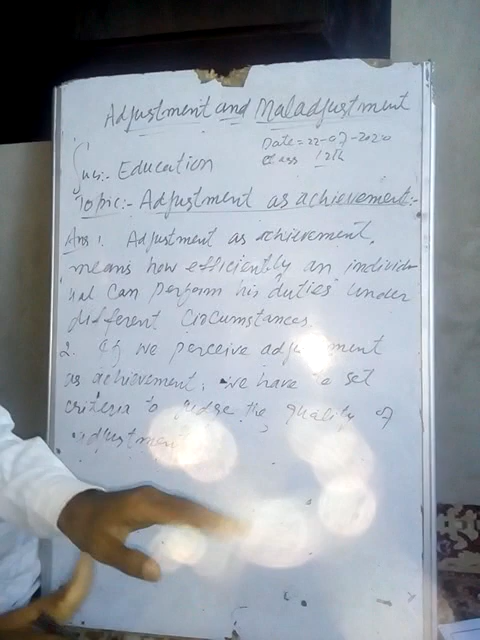 Adjustment and Maladjustment
Date = 22-07-2020
Class 12th
Sub:- Education
Topic:- Adjustment as achievement:-
Ans 1. Adjustment as achievement,
means how efficiently an individ-
ual can perform his duties under
different circumstances.
2. If we perceive adjustment
as achievement, we have to set
criteria to judge the quality of
adjustment